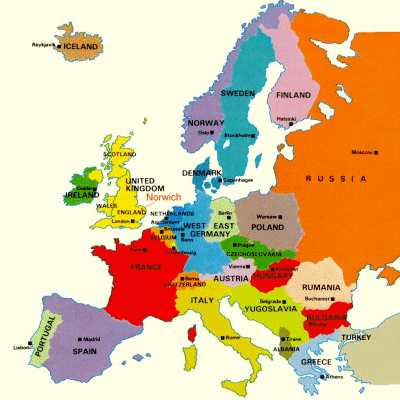 Reykjavik
ICELAND
SWEDEN
FINLAND
NORWAY
Oslo
Helsinki
Stockholm
Moscow
RUSSIA
SCOTLAND
DENMARK
Copenhagen
UNITED
KINGDOM
Dublin
IRELAND
Norwich
WALES
ENGLAND
London
NETHERLANDS
Amsterdam
Berlin
Warsaw
POLAND
WEST
GERMANY
EAST
GERMANY
Brussels
BELGIUM
Bonn
Luxembourg
Paris
FRANCE
Prague
CZECHOSLOVAKIA
Vienna
AUSTRIA
Budapest
HUNGARY
Berne
SWITZERLAND
RUMANIA
Bucharest
ITALY
Belgrade
YUGOSLAVIA
BULGARIA
Sofia
PORTUGAL
Lisbon
Madrid
SPAIN
Rome
Tirane
ALBANIA
TURKEY
GREECE
Athens